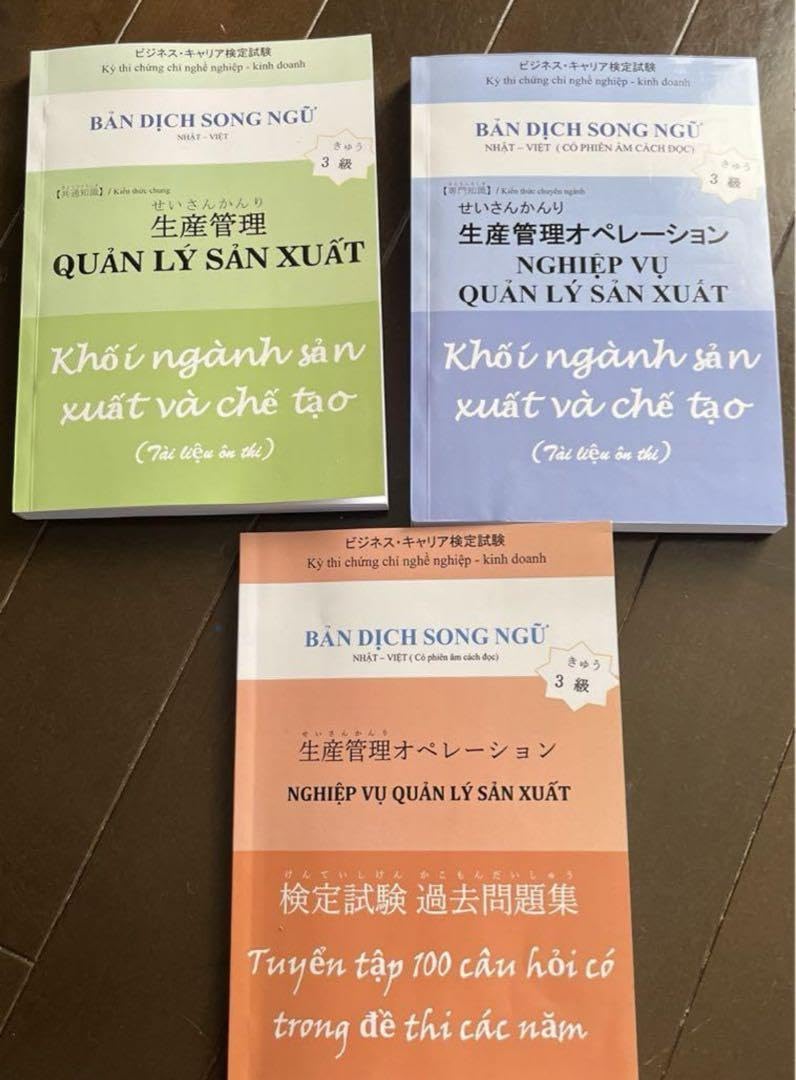 ビジネス・キャリア検定試験
Kỳ thi chứng chỉ nghề nghiệp - kinh doanh
BẢN DỊCH SONG NGỮ
NHẬT – VIỆT
きゅう
3 級
【共通知識】 / Kiến thức chung
せいさんかんり
生産管理
QUẢN LÝ SẢN XUẤT
Khối ngành sản
xuất và chế tạo
(Tài liệu ôn thi)
ビジネス・キャリア検定試験
Kỳ thi chứng chỉ nghề nghiệp - kinh doanh
BẢN DỊCH SONG NGỮ
NHẬT – VIỆT ( CÓ PHIÊN ÂM CÁCH ĐỌC)
きゅう
3 級
【専門知識】 / Kiến thức chuyên ngành
せいさんかんり
生産管理オペレーション
NGHIỆP VỤ
QUẢN LÝ SẢN XUẤT
Khối ngành sản
xuất và chế tạo
(Tài liệu ôn thi)
ビジネス・キャリア検定試験
Kỳ thi chứng chỉ nghề nghiệp - kinh doanh
BẢN DỊCH SONG NGỮ
NHẬT – VIỆT ( Có phiên âm cách đọc)
きゅう
3 級
せいさんかんり
生産管理オペレーション
NGHIỆP VỤ QUẢN LÝ SẢN XUẤT
けんていしけん かこもんだいしゅう
検定試験 過去問題集
Tuyển tập 100 câu hỏi có
trong đề thi các năm